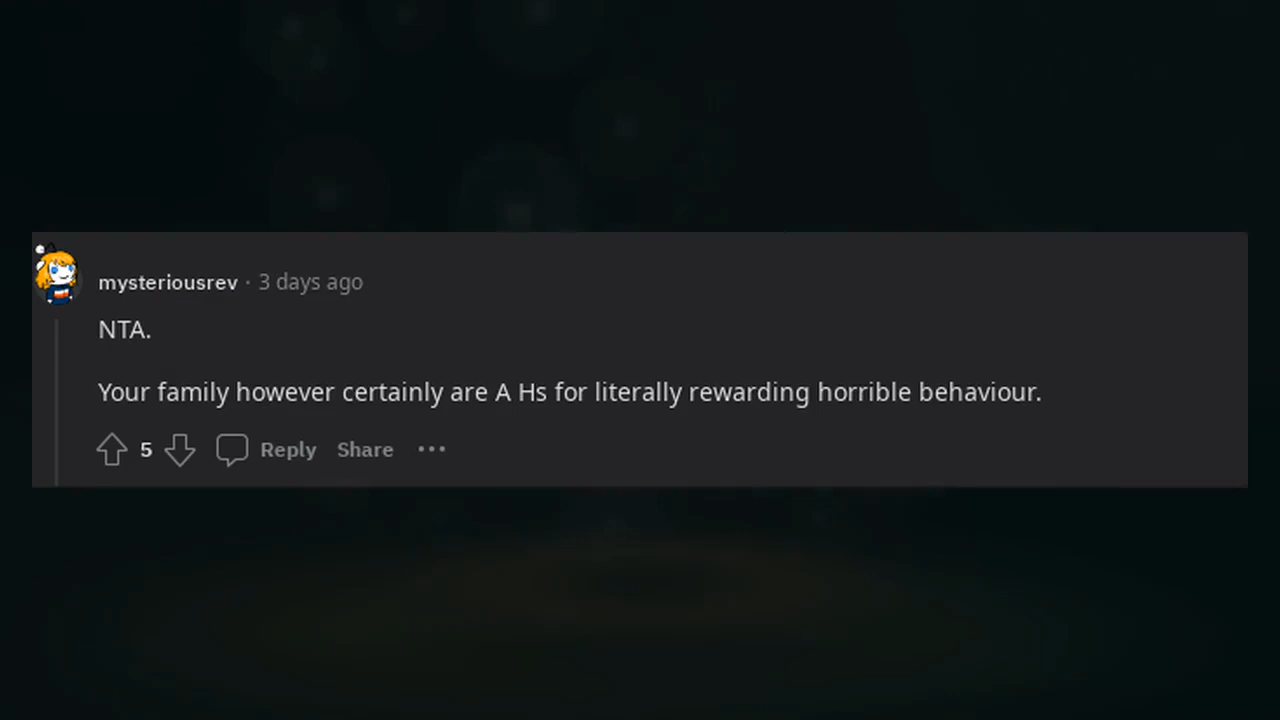 mysteriousrev · 3 days ago
NTA.
Your family however certainly are A Hs for literally rewarding horrible behaviour.
5 Reply Share •••